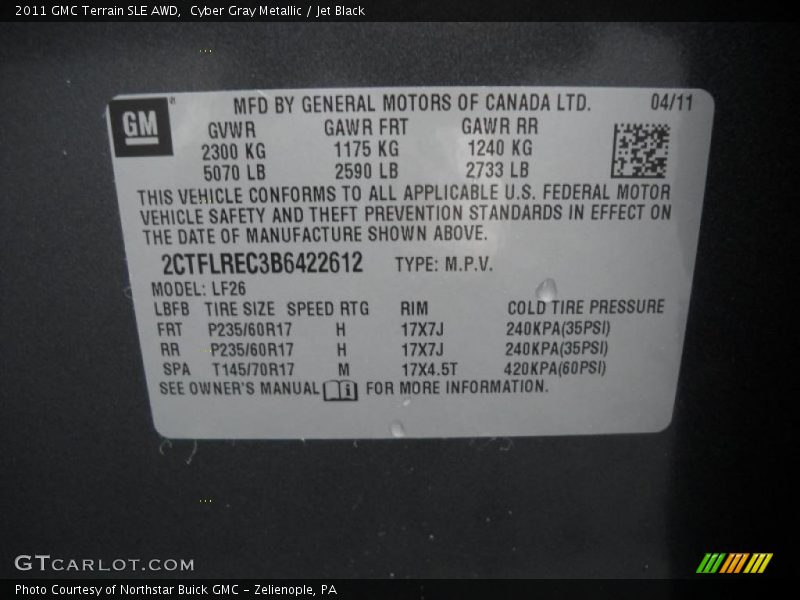 2011 GMC Terrain SLE AWD, Cyber Gray Metallic / Jet Black
GM
MFD BY GENERAL MOTORS OF CANADA LTD. 04/11
GVWR GAWR FRT GAWR RR
2300 KG 1175 KG 1240 KG
5070 LB 2590 LB 2733 LB
THIS VEHICLE CONFORMS TO ALL APPLICABLE U.S. FEDERAL MOTOR
VEHICLE SAFETY AND THEFT PREVENTION STANDARDS IN EFFECT ON
THE DATE OF MANUFACTURE SHOWN ABOVE.
2CTFLREC3B6422612 TYPE: M.P.V.
MODEL: LF26
LBFB TIRE SIZE SPEED RTG RIM COLD TIRE PRESSURE
FRT P235/60R17 H 17X7J 240KPA(35PSI)
RR P235/60R17 H 17X7J 240KPA(35PSI)
SPA T145/70R17 M 17X4.5T 420KPA(60PSI)
SEE OWNER'S MANUAL i FOR MORE INFORMATION.
GTCARLOT.COM
Photo Courtesy of Northstar Buick GMC - Zelienople, PA